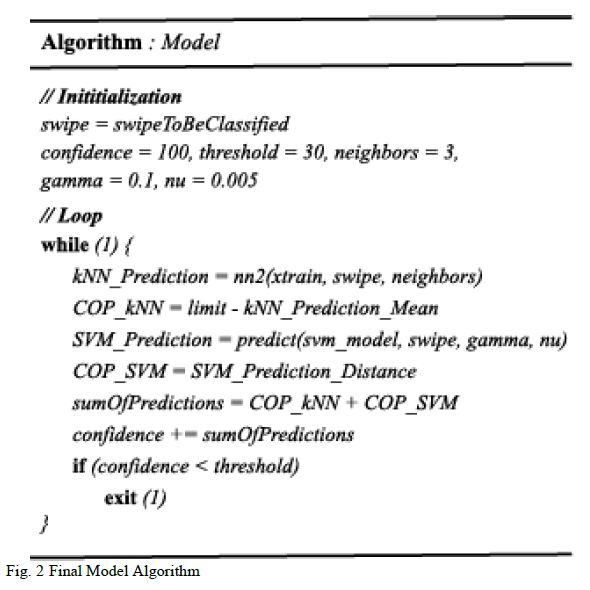 Algorithm : Model
// Inititialization
swipe = swipeToBeClassified
confidence = 100, threshold = 30, neighbors = 3,
gamma = 0.1, nu = 0.005
// Loop
while (1) {
kNN_Prediction = nn2(xtrain, swipe, neighbors)
COP_kNN = limit - kNN_Prediction_Mean
SVM_Prediction = predict(svm_model, swipe, gamma, nu)
COP_SVM = SVM_Prediction_Distance
sumOfPredictions = COP_kNN + COP_SVM
confidence += sumOfPredictions
if (confidence < threshold)
exit (1)
}
Fig. 2 Final Model Algorithm